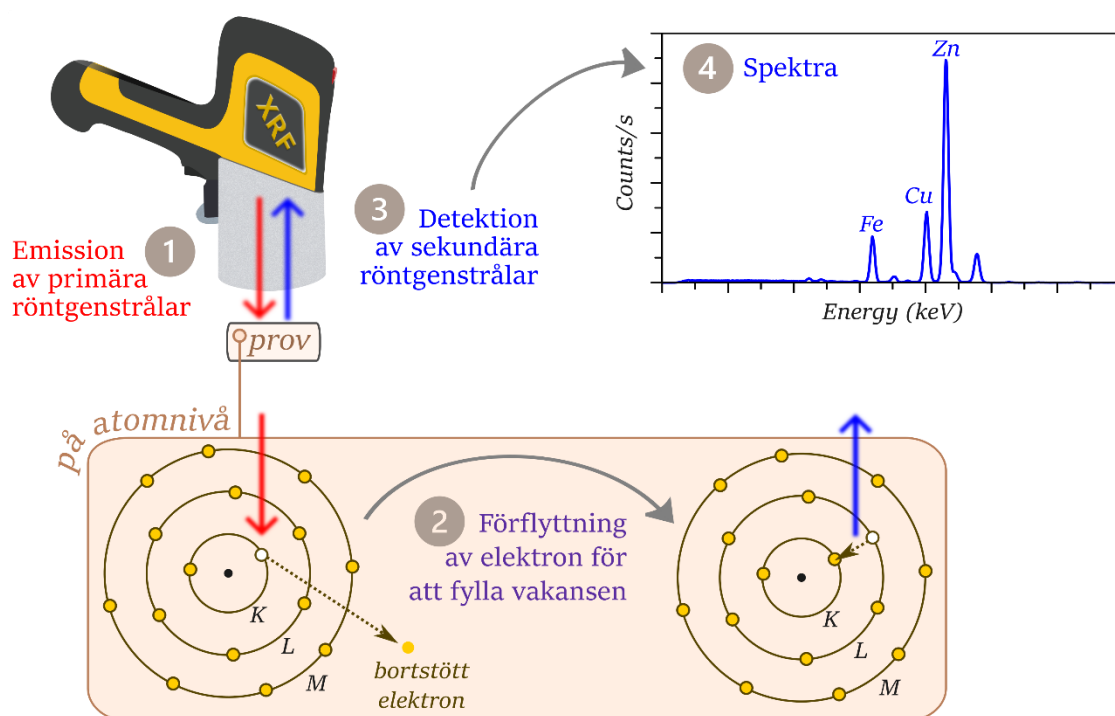 XRF
1
Emission
av primära
röntgenstrålar
3
Detektion
av sekundära
röntgenstrålar
4
Spektra
Zn
Cu
Fe
Counts/s
Energy (keV)
prov
på atomnivå
2
Förflyttning
av elektron för
att fylla vakansen
K
L
M
bortstött
elektron
K
L
M